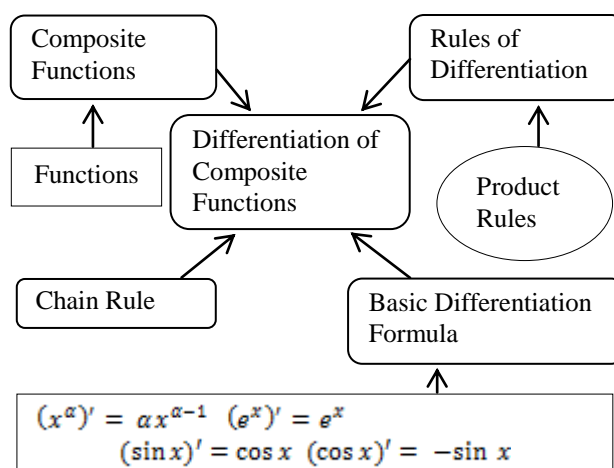 Composite
Functions
Rules of
Differentiation
Differentiation of
Composite
Functions
Functions
Product
Rules
Chain Rule
Basic Differentiation
Formula
(x^α)′ = αx^{α−1} (e^x)′ = e^x
(sin x)′ = cos x (cos x)′ = −sin x